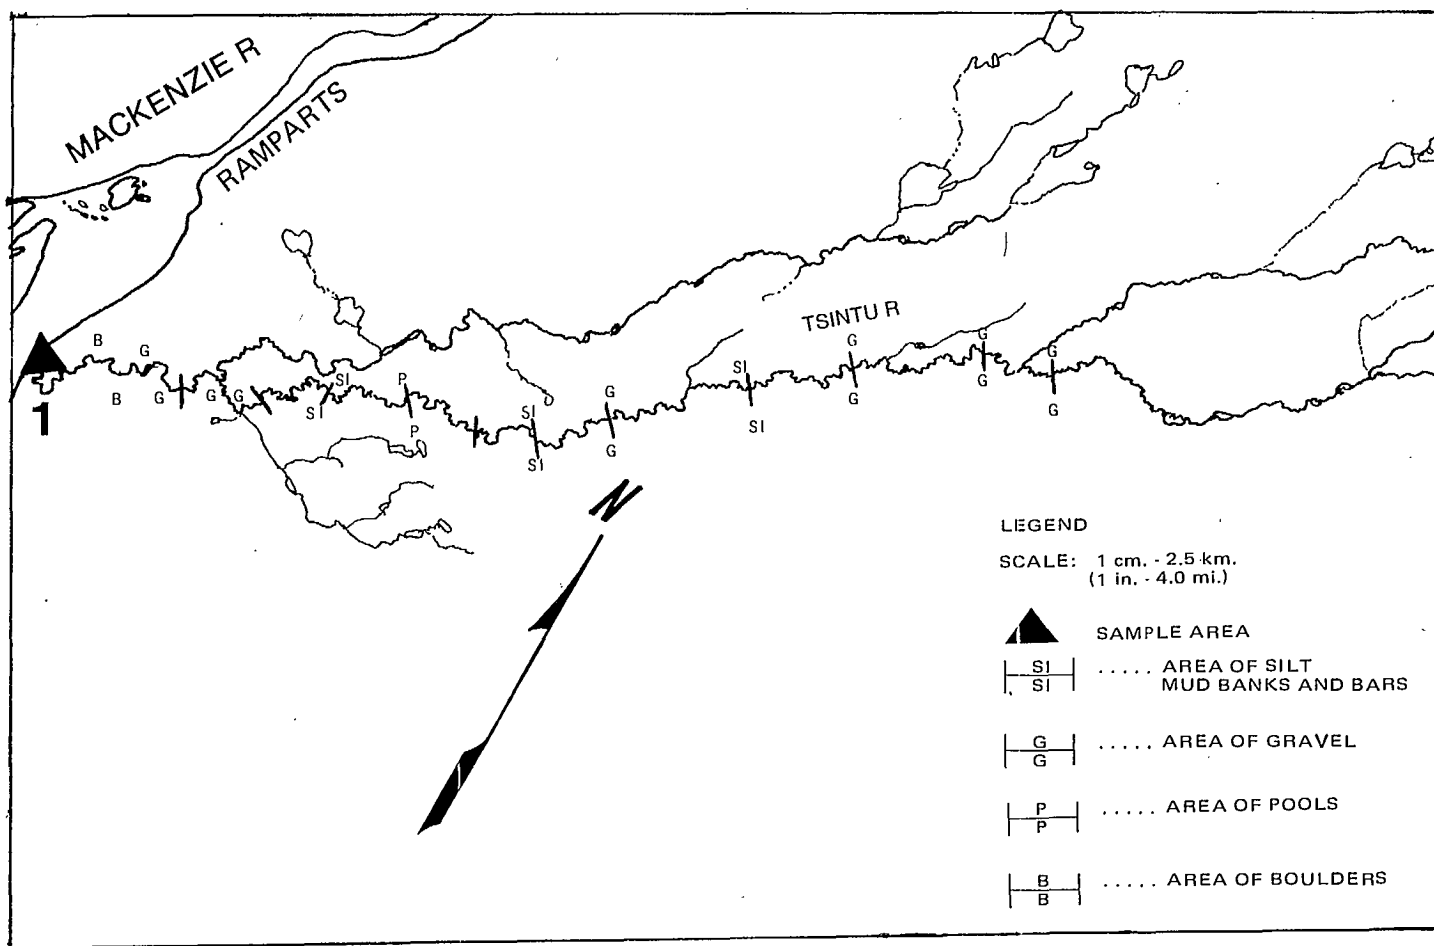 MACKENZIE R
RAMPARTS
TSINTU R
B
G
B
G
G
G
SI
SI
P
P
SI
SI
G
G
SI
SI
G
G
G
G
G
G
1
N
LEGEND
SCALE: 1 cm. - 2.5 km.
(1 in. - 4.0 mi.)
SAMPLE AREA
SI
SI
..... AREA OF SILT
MUD BANKS AND BARS
G
G
..... AREA OF GRAVEL
P
P
..... AREA OF POOLS
B
B
..... AREA OF BOULDERS